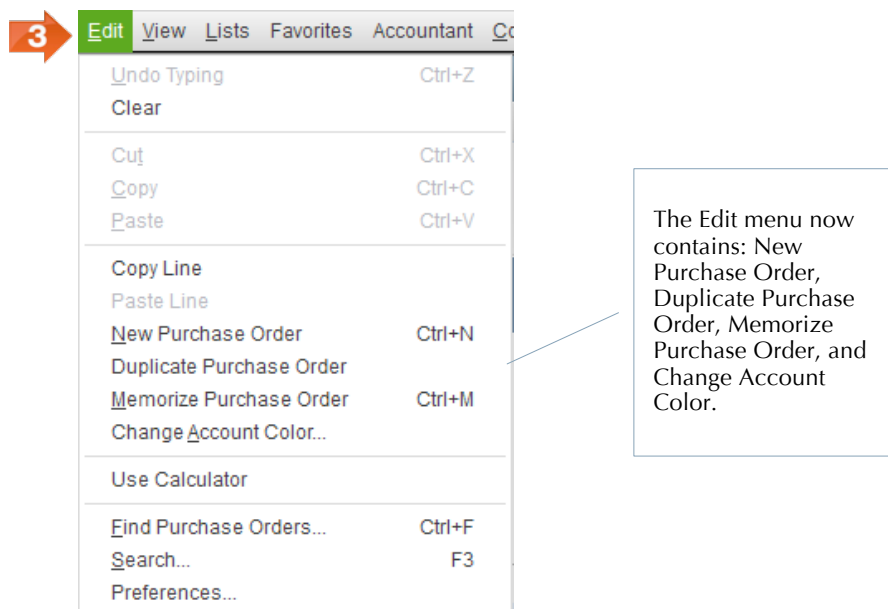 3
Edit View Lists Favorites Accountant Co
Undo Typing Ctrl+Z
Clear
Cut Ctrl+X
Copy Ctrl+C
Paste Ctrl+V
Copy Line
Paste Line
New Purchase Order Ctrl+N
Duplicate Purchase Order
Memorize Purchase Order Ctrl+M
Change Account Color...
Use Calculator
Find Purchase Orders... Ctrl+F
Search... F3
Preferences...
The Edit menu now
contains: New
Purchase Order,
Duplicate Purchase
Order, Memorize
Purchase Order, and
Change Account
Color.